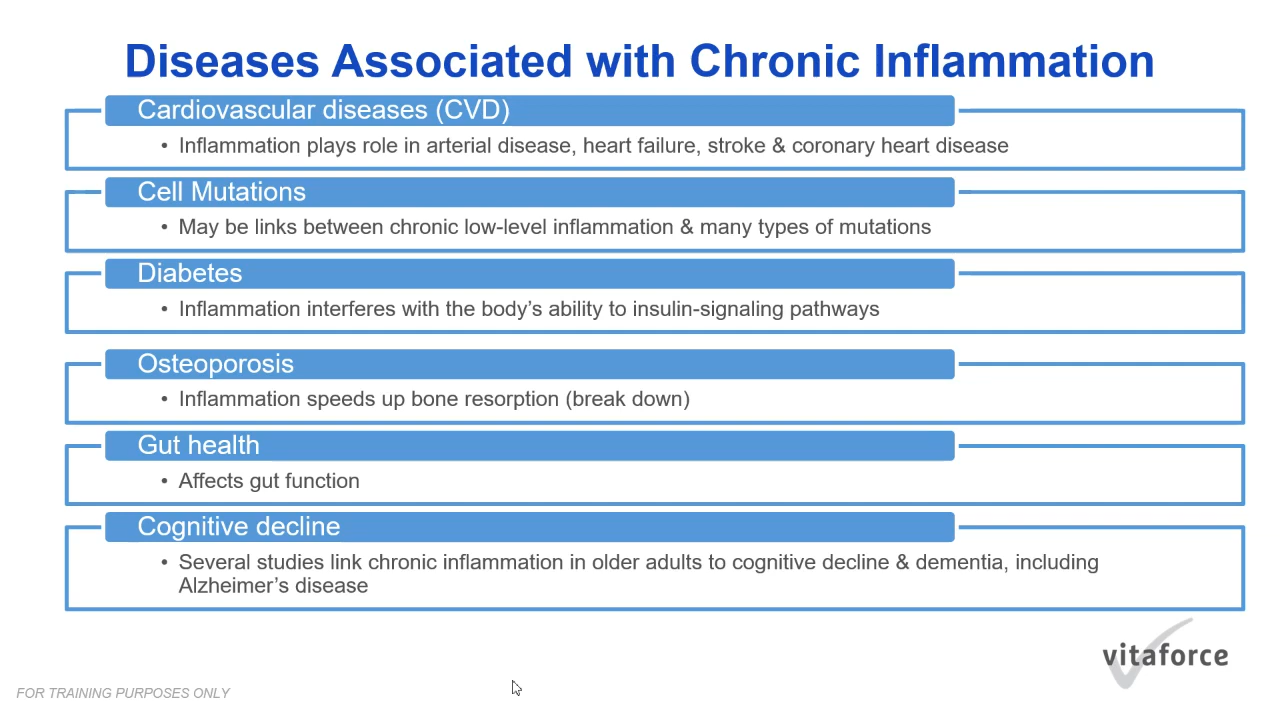 Diseases Associated with Chronic Inflammation
Cardiovascular diseases (CVD)
• Inflammation plays role in arterial disease, heart failure, stroke & coronary heart disease
Cell Mutations
• May be links between chronic low-level inflammation & many types of mutations
Diabetes
• Inflammation interferes with the body’s ability to insulin-signaling pathways
Osteoporosis
• Inflammation speeds up bone resorption (break down)
Gut health
• Affects gut function
Cognitive decline
• Several studies link chronic inflammation in older adults to cognitive decline & dementia, including
Alzheimer’s disease
vitaforce
FOR TRAINING PURPOSES ONLY